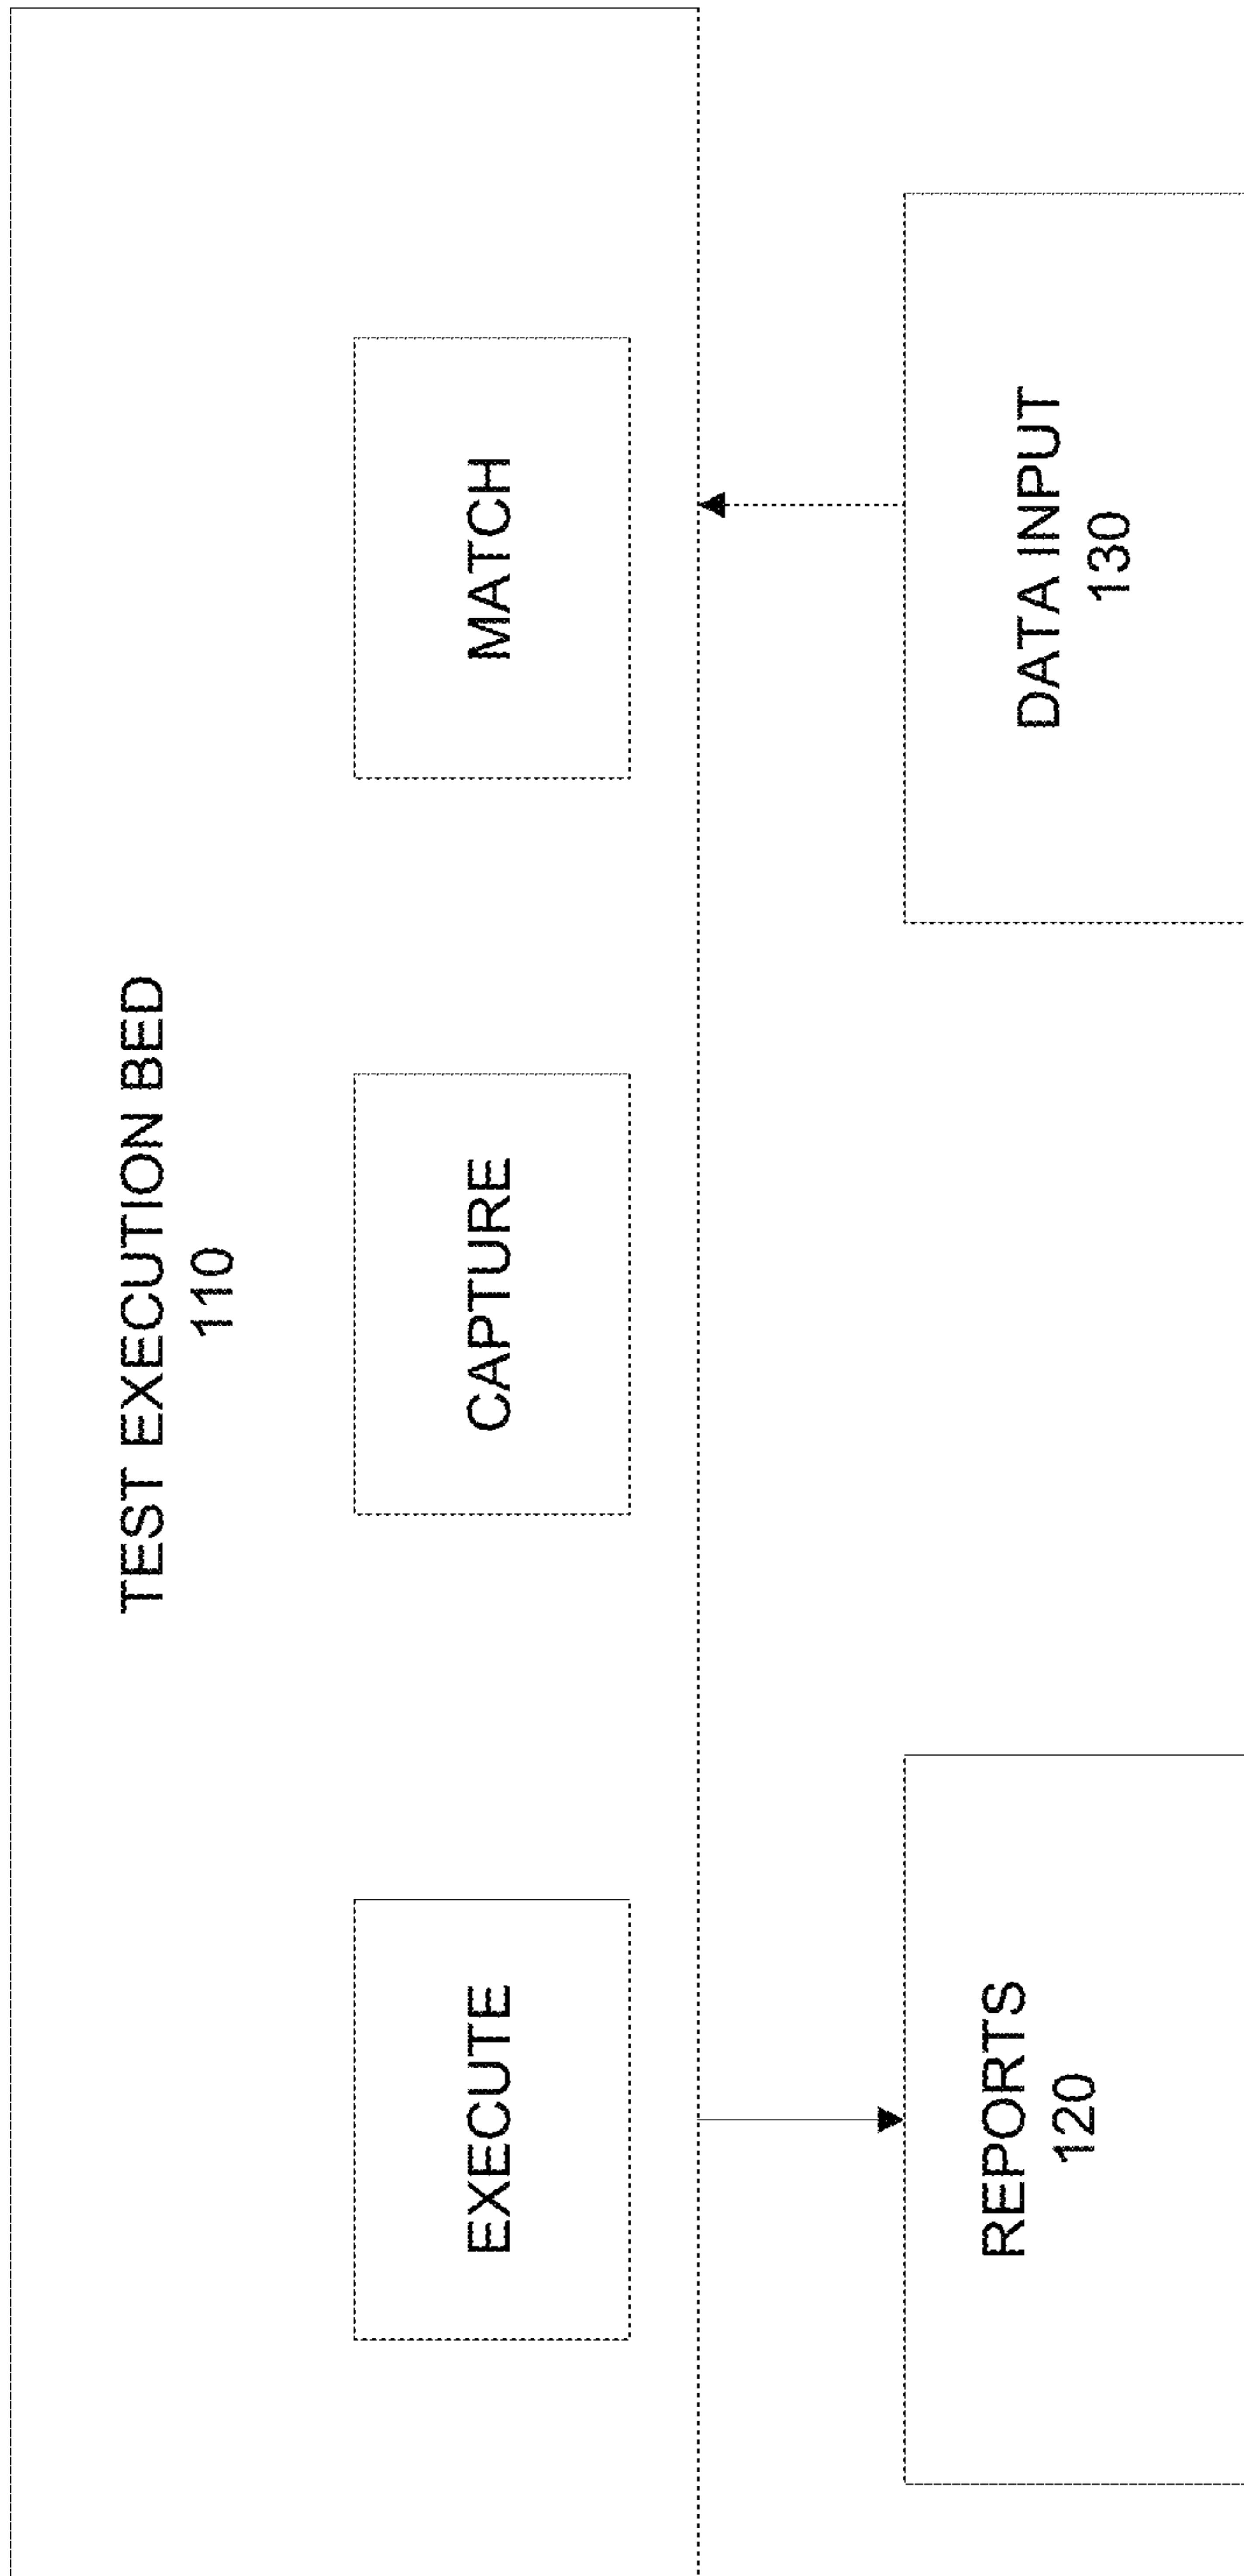 TEST EXECUTION BED
110
EXECUTE
CAPTURE
MATCH
REPORTS
120
DATA INPUT
130